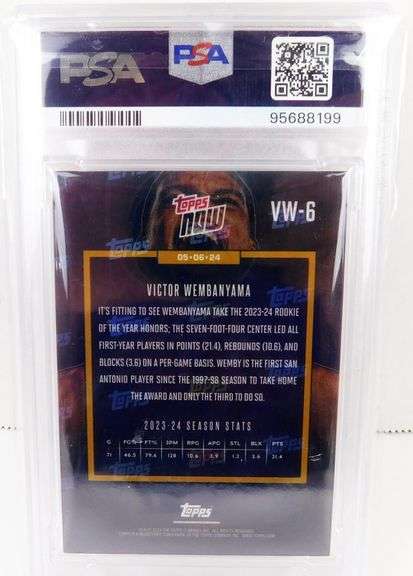 PSA
PSA
95688199
Topps NOW
VW-6
05•06•24
VICTOR WEMBANYAMA
IT'S FITTING TO SEE WEMBANYAMA TAKE THE 2023-24 ROOKIE
OF THE YEAR HONORS; THE SEVEN-FOOT-FOUR CENTER LED ALL
FIRST-YEAR PLAYERS IN POINTS (21.4), REBOUNDS (10.6), AND
BLOCKS (3.6) ON A PER-GAME BASIS. WEMBY IS THE FIRST SAN
ANTONIO PLAYER SINCE THE 1997-98 SEASON TO TAKE HOME
THE AWARD AND ONLY THE THIRD TO DO SO.
2023-24 SEASON STATS
G FG% FT% 3PM RPG APG STL BLK PTS
71 46.5 79.6 128 10.6 3.9 1.2 3.6 21.4
Topps